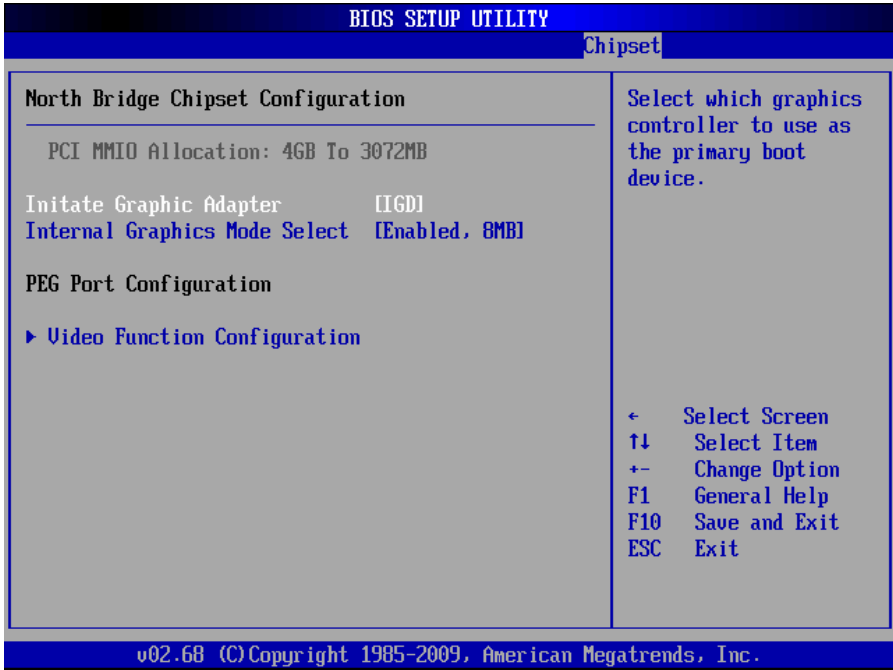 BIOS SETUP UTILITY
Chipset
North Bridge Chipset Configuration
PCI MMIO Allocation: 4GB To 3072MB
Initate Graphic Adapter [IGD]
Internal Graphics Mode Select [Enabled, 8MB]
PEG Port Configuration
Video Function Configuration
Select which graphics
controller to use as
the primary boot
device.
← Select Screen
↑↓ Select Item
+- Change Option
F1 General Help
F10 Save and Exit
ESC Exit
v02.68 (C)Copyright 1985-2009, American Megatrends, Inc.